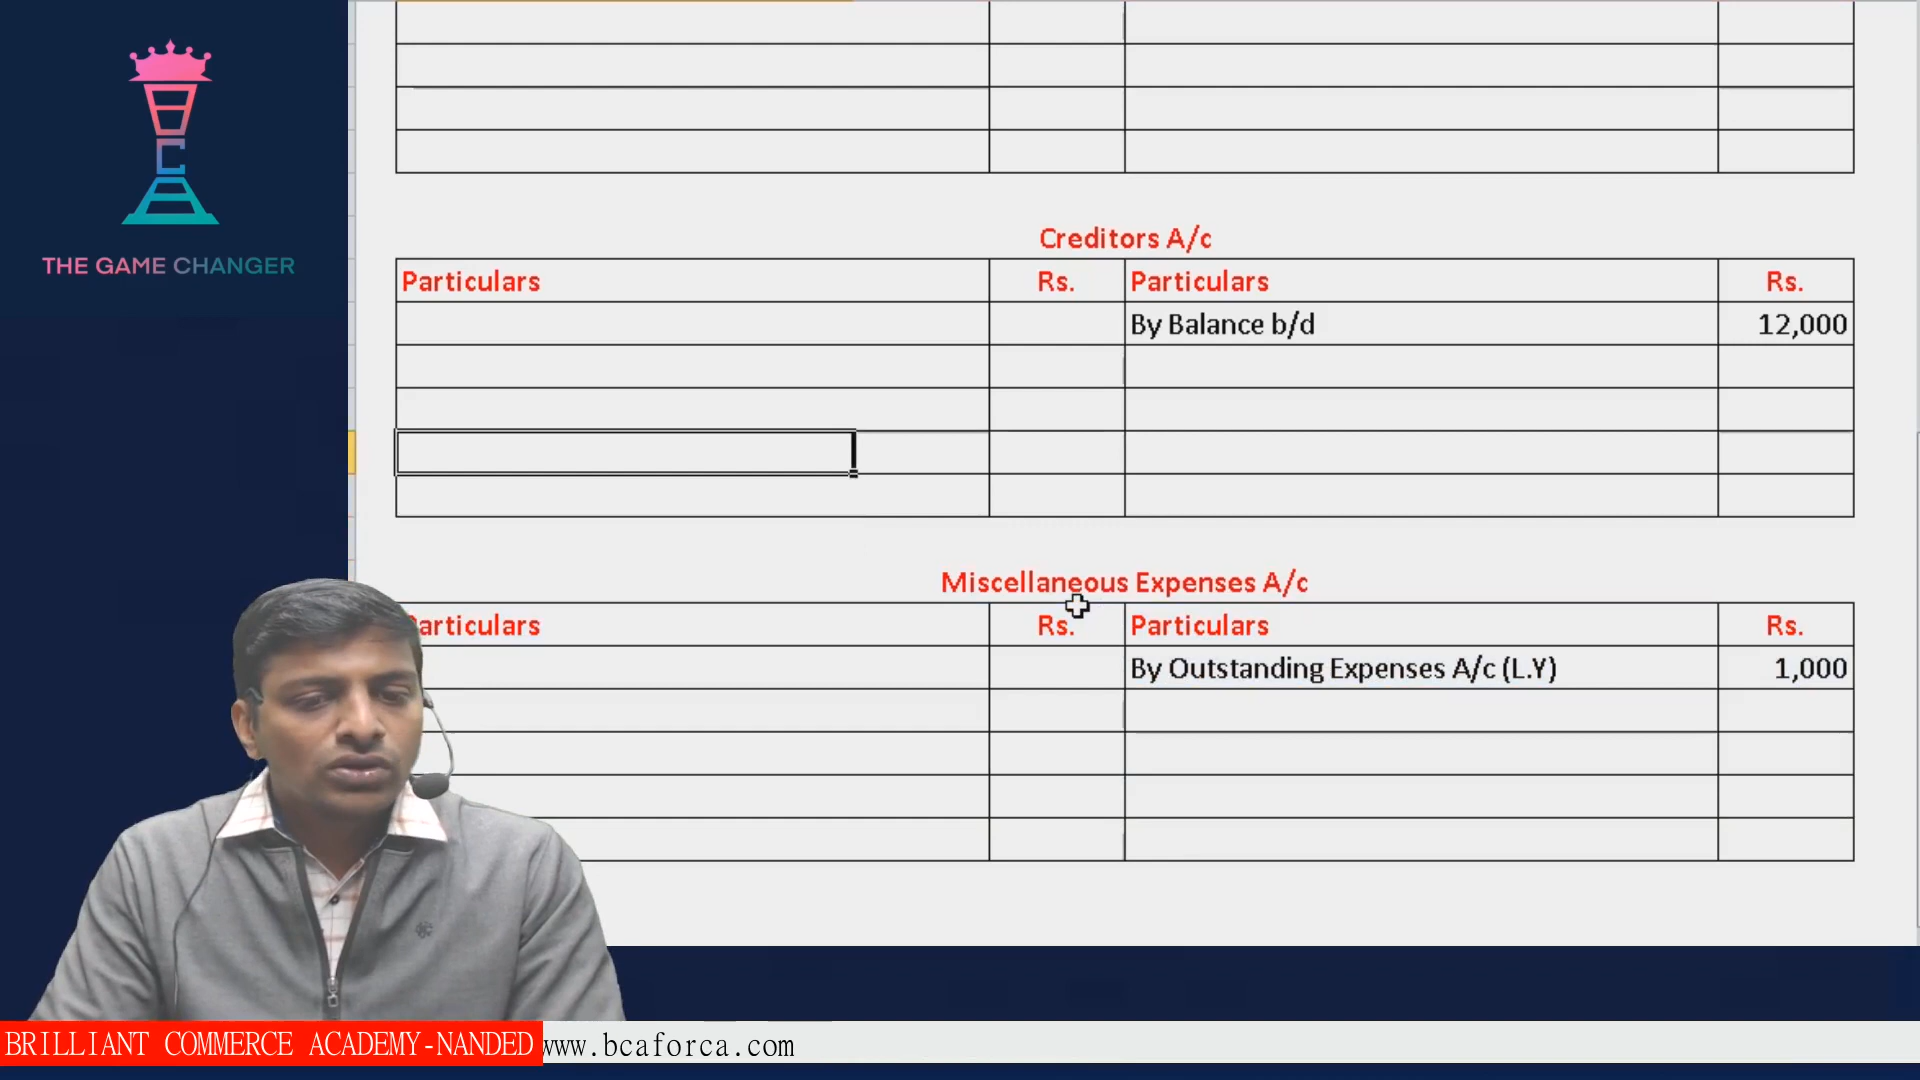 THE GAME CHANGER
Creditors A/c
Particulars Rs. Particulars Rs.
By Balance b/d 12,000
Miscellaneous Expenses A/c
articulars Rs. Particulars Rs.
By Outstanding Expenses A/c (L.Y) 1,000
BRILLIANT COMMERCE ACADEMY-NANDED www.bcaforca.com